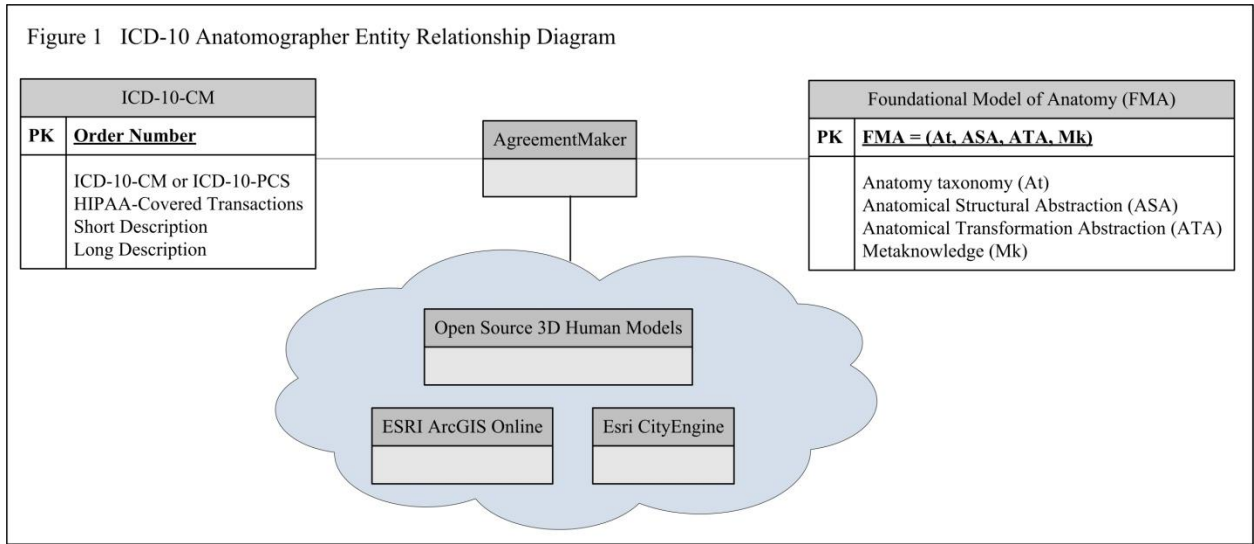 Figure 1 ICD-10 Anatomographer Entity Relationship Diagram
ICD-10-CM
PK Order Number
ICD-10-CM or ICD-10-PCS
HIPAA-Covered Transactions
Short Description
Long Description
AgreementMaker
Foundational Model of Anatomy (FMA)
PK FMA = (At, ASA, ATA, Mk)
Anatomy taxonomy (At)
Anatomical Structural Abstraction (ASA)
Anatomical Transformation Abstraction (ATA)
Metaknowledge (Mk)
Open Source 3D Human Models
ESRI ArcGIS Online
Esri CityEngine